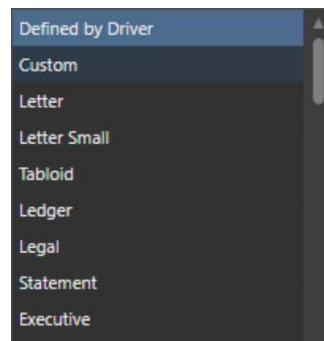 Defined by Driver
Custom
Letter
Letter Small
Tabloid
Ledger
Legal
Statement
Executive